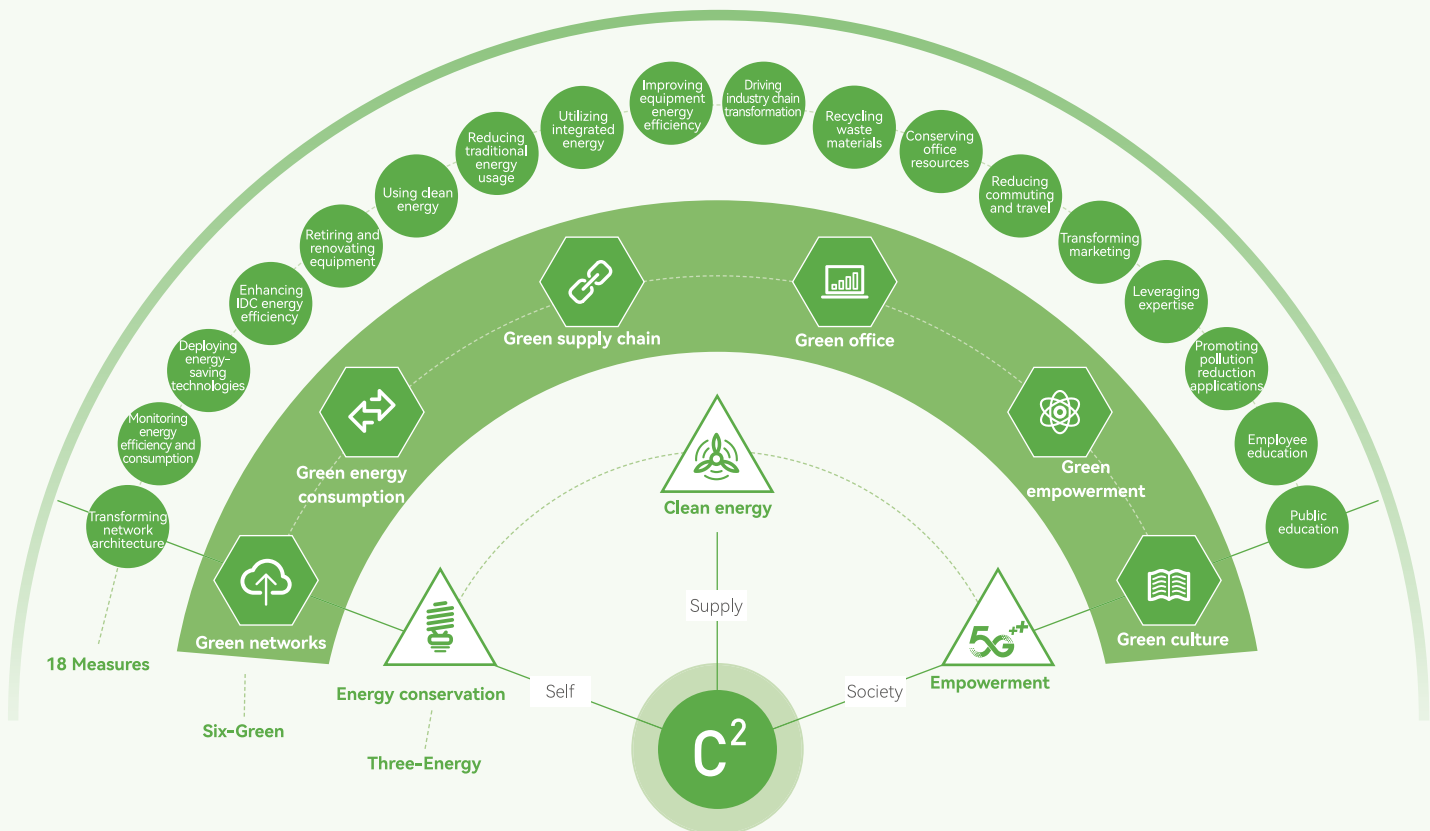 Improving
equipment
energy
efficiency
Driving
industry chain
transformation
Utilizing
integrated
energy
Recycling
waste
materials
Reducing
traditional
energy
usage
Conserving
office
resources
Using clean
energy
Reducing
commuting
and travel
Retiring and
renovating
equipment
Transforming
marketing
Enhancing
IDC energy
efficiency
Leveraging
expertise
Deploying
energy-
saving
technologies
Promoting
pollution
reduction
applications
Monitoring
energy
efficiency and
consumption
Employee
education
Transforming
network
architecture
Public
education
Green supply chain
Green office
Green energy
consumption
Green
empowerment
Green networks
Green culture
Clean energy
Energy conservation
5G++
Empowerment
Supply
Self
Society
C²
18 Measures
Six-Green
Three-Energy